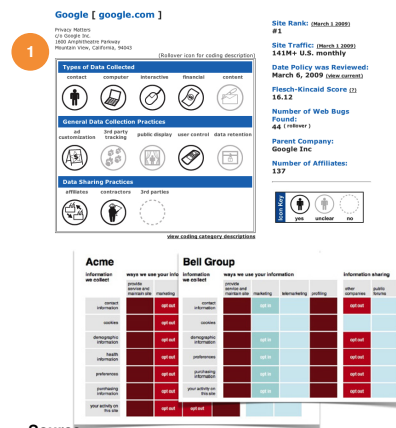 Google [ google.com ]
Privacy Matters
c/o Google Inc.
1600 Ampitheatre Parkway
Mountain View, California, 94043
(Rollover icon for coding description)
1
Types of Data Collected
contact computer interactive financial content
General Data Collection Practices
ad customization 3rd party tracking public display user control data retention
Data Sharing Practices
affiliates contractors 3rd parties
view coding category descriptions
Site Rank: (March 1 2009)
#1
Site Traffic: (March 1 2009)
141M+ U.S. monthly
Date Policy was Reviewed:
March 6, 2009 (view current)
Flesch-Kincaid Score (?)
16.12
Number of Web Bugs
Found:
44 (rollover)
Parent Company:
Google Inc
Number of Affiliates:
137
Icon Key
yes unclear no
Acme
information we collect
ways we use your infor
provide service and maintain site marketing
contact information opt out
cookies
demographic information opt out
health information opt out
preferences opt out
purchasing information opt out
your activity on this site opt out opt out
Bell Group
information we collect
ways we use your information
information sharing
provide service and maintain site marketing telemarketing profiling other companies public forums
contact information opt in opt out
cookies
demographic information opt in opt out
preferences opt in opt out
purchasing information opt in opt out
your activity on this site opt in opt out